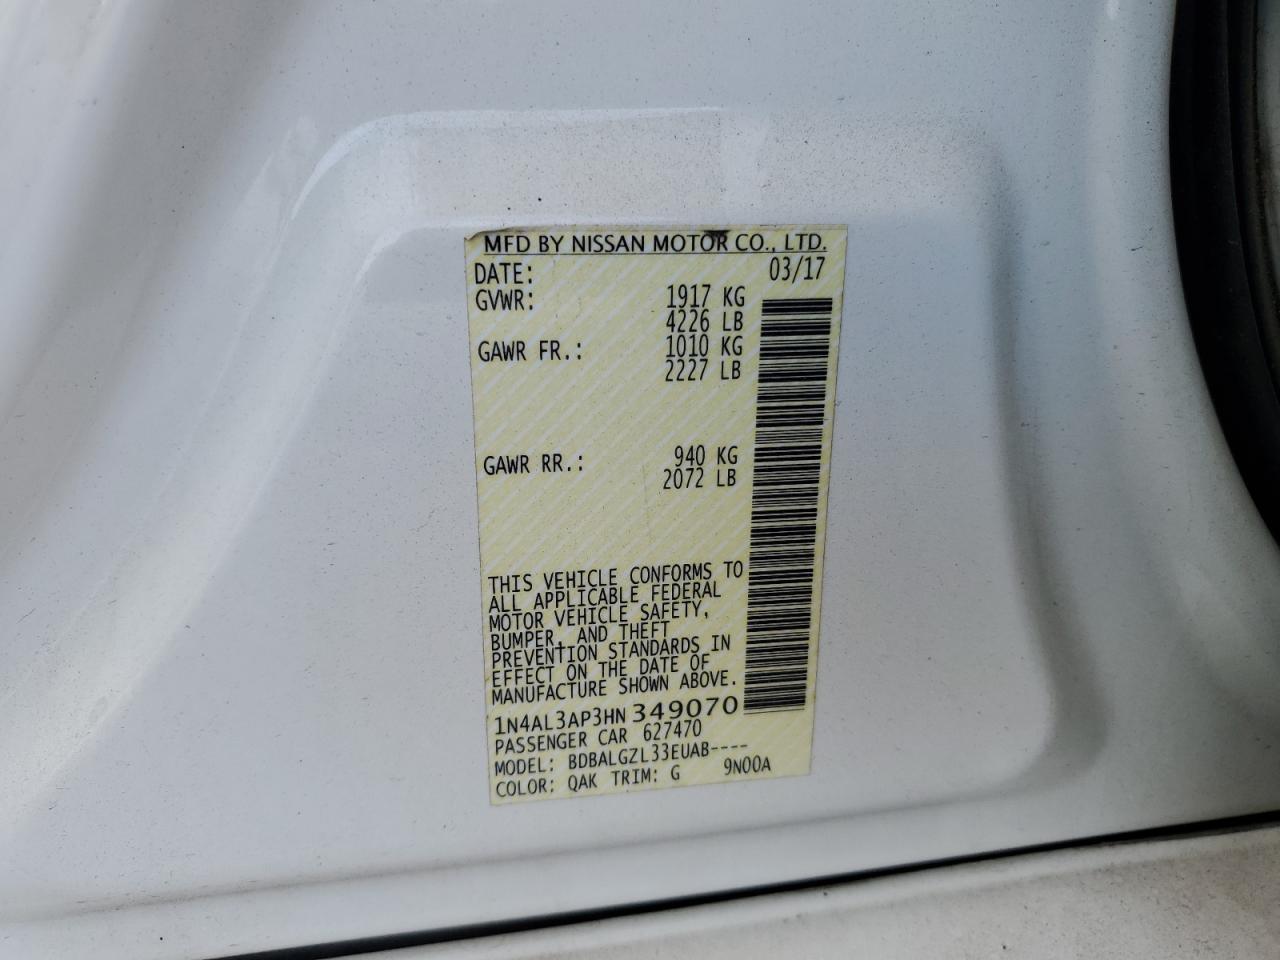 MFD BY NISSAN MOTOR CO., LTD.
DATE: 03/17
GVWR: 1917 KG
4226 LB
GAWR FR.: 1010 KG
2227 LB
GAWR RR.: 940 KG
2072 LB
THIS VEHICLE CONFORMS TO
ALL APPLICABLE FEDERAL
MOTOR VEHICLE SAFETY,
BUMPER, AND THEFT
PREVENTION STANDARDS IN
EFFECT ON THE DATE OF
MANUFACTURE SHOWN ABOVE.
1N4AL3AP3HN349070
PASSENGER CAR 627470
MODEL: BDBALGZL33EUAB----
COLOR: QAK TRIM: G 9N00A